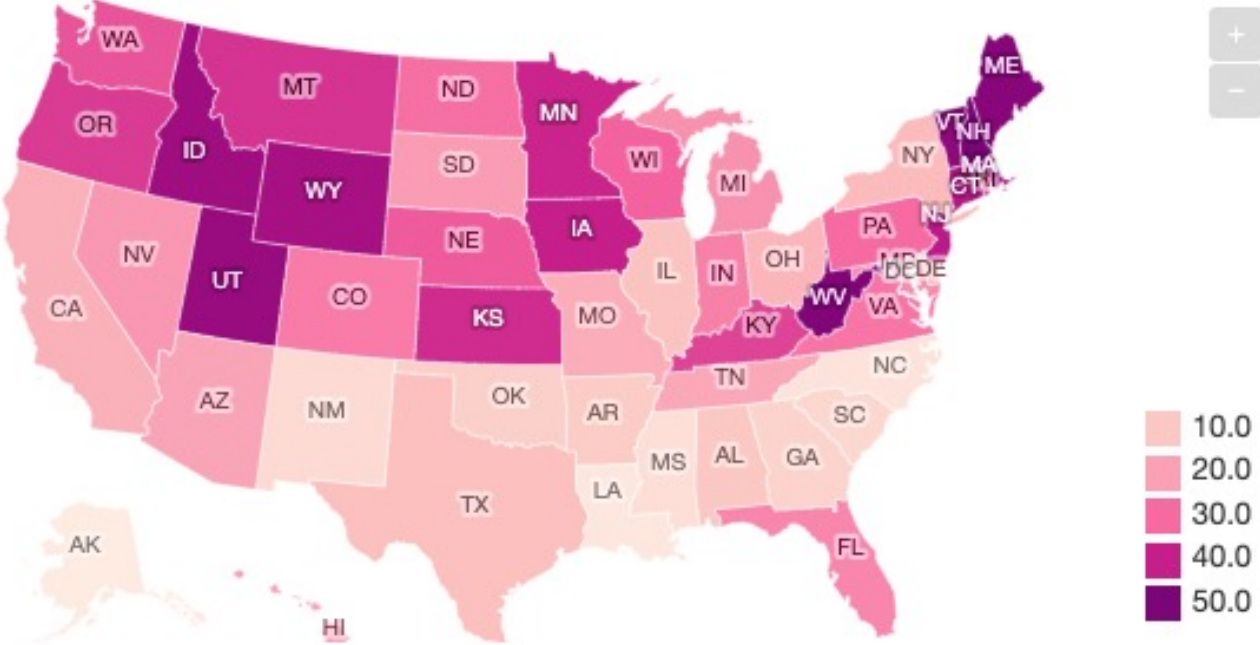 WA
ME
MT
ND
+
−
MN
OR
VT
NH
ID
NY
WI
SD
MA
MI
CT
WY
NJ
PA
IA
NE
NV
OH
MD
DC
DE
IL
IN
UT
CO
WV
CA
VA
KS
MO
KY
NC
TN
AZ
OK
NM
AR
SC
10.0
MS
AL
GA
20.0
LA
TX
30.0
AK
FL
40.0
50.0
HI